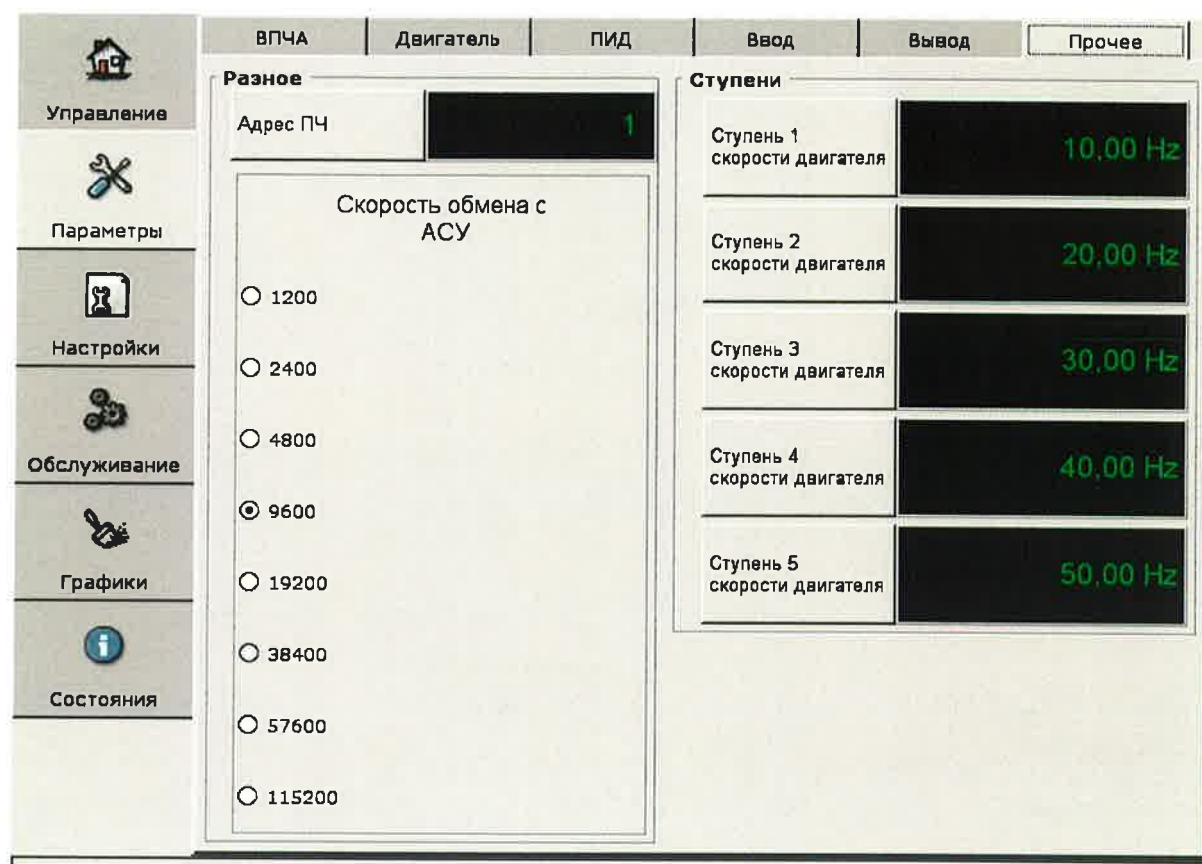 ВПЧА
Двигатель
ПИД
Ввод
Вывод
Прочее
Управление
Параметры
Настройки
Обслуживание
Графики
Состояния
Разное
Адрес ПЧ
1
Скорость обмена с
АСУ
1200
2400
4800
9600
19200
38400
57600
115200
Ступени
Ступень 1
скорости двигателя
10,00 Hz
Ступень 2
скорости двигателя
20,00 Hz
Ступень 3
скорости двигателя
30,00 Hz
Ступень 4
скорости двигателя
40,00 Hz
Ступень 5
скорости двигателя
50,00 Hz